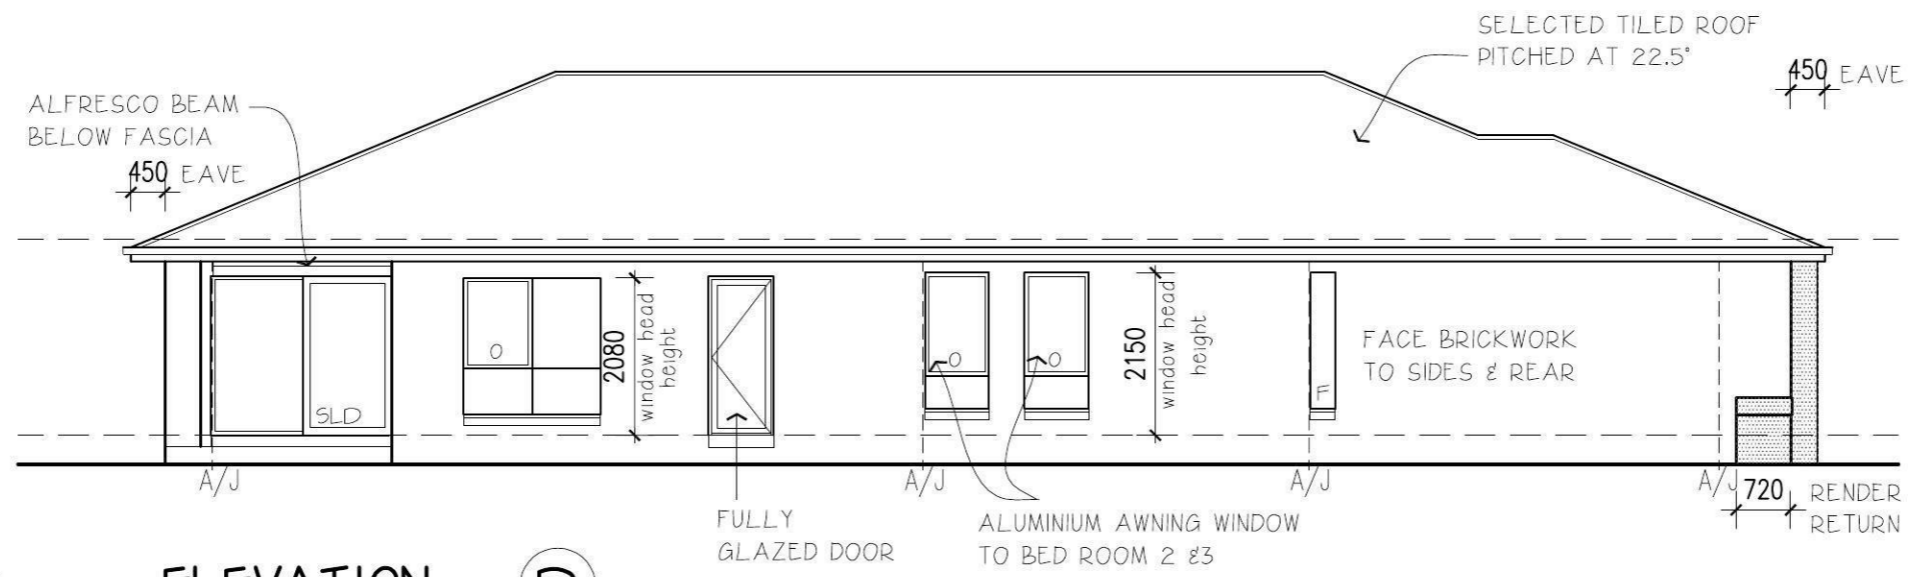 SELECTED TILED ROOF
PITCHED AT 22.5°
450 EAVE
ALFRESCO BEAM
BELOW FASCIA
450 EAVE
SLD
O
2080
window head
height
O
O
2150
window head
height
F
FACE BRICKWORK
TO SIDES & REAR
A/J
A/J
A/J
A/J
720 RENDER
RETURN
FULLY
GLAZED DOOR
ALUMINIUM AWNING WINDOW
TO BED ROOM 2 &3
ELEVATION